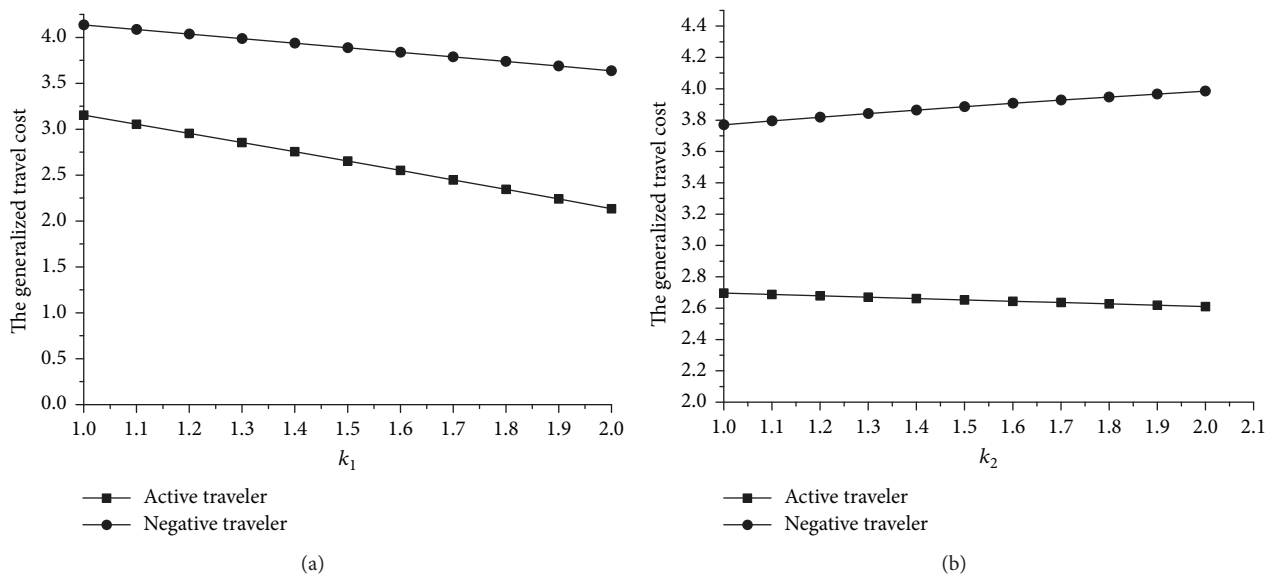 The generalized travel cost
4.0
3.5
3.0
2.5
2.0
1.5
1.0
0.5
0.0
1.0 1.1 1.2 1.3 1.4 1.5 1.6 1.7 1.8 1.9 2.0
k₁
Active traveler
Negative traveler
(a)
The generalized travel cost
4.4
4.2
4.0
3.8
3.6
3.4
3.2
3.0
2.8
2.6
2.4
2.2
2.0
1.0 1.1 1.2 1.3 1.4 1.5 1.6 1.7 1.8 1.9 2.0 2.1
k₂
Active traveler
Negative traveler
(b)